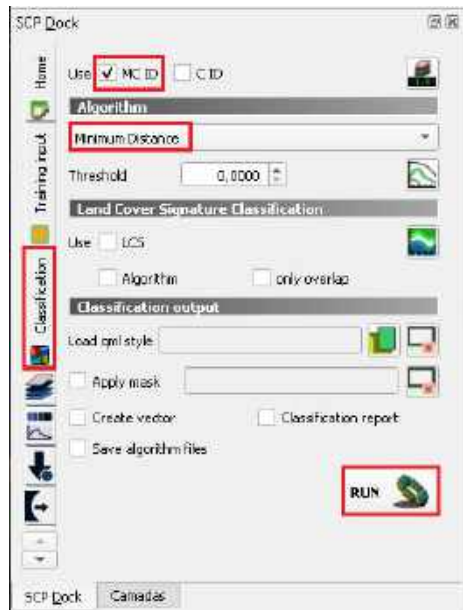 SCP Dock
Home
Training input
Classification
Use MC ID C ID
Algorithm
Minimum Distance
Threshold 0,0000
Land Cover Signature Classification
Use LCS
Algorithm only overlap
Classification output
Load qml style
Apply mask
Create vector Classification report
Save algorithm files
RUN
SCP Dock Camadas